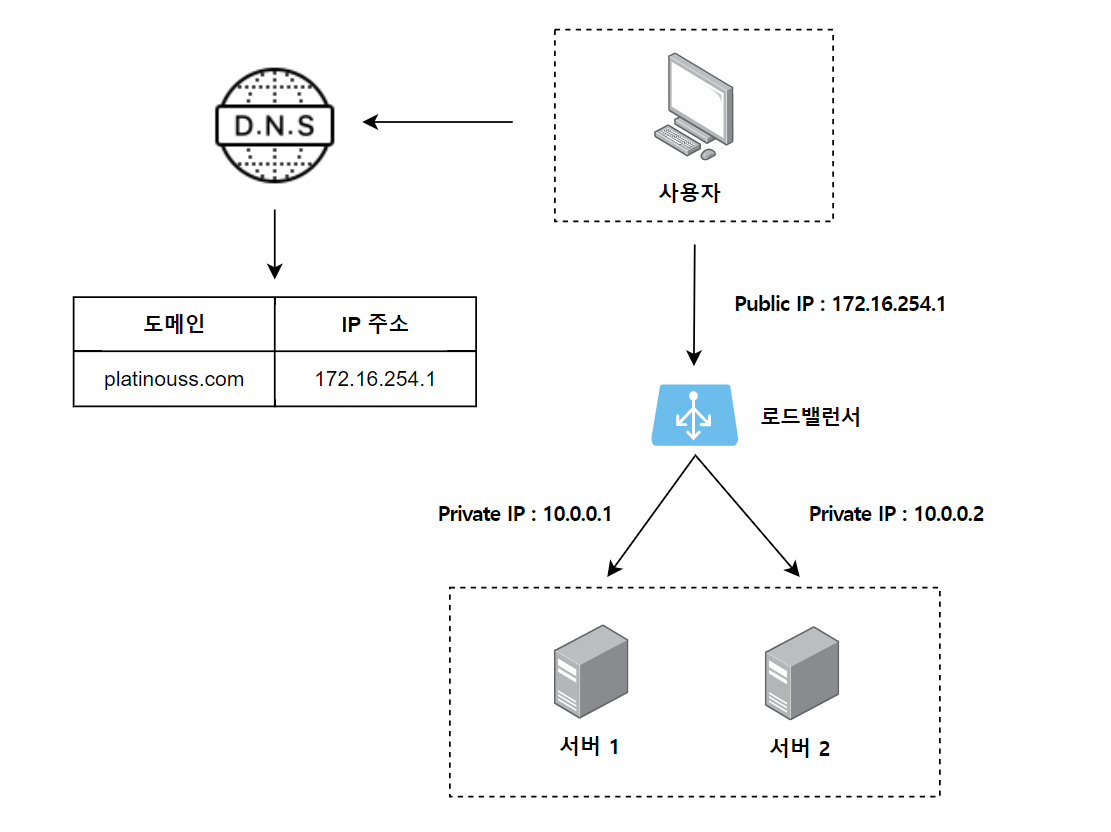 D.N.S
사용자
Public IP : 172.16.254.1
도메인
IP 주소
platinouss.com
172.16.254.1
로드밸런서
Private IP : 10.0.0.1
Private IP : 10.0.0.2
서버 1
서버 2